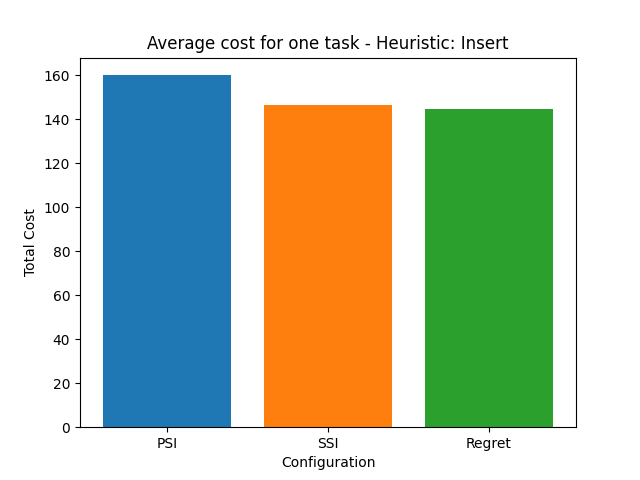 Average cost for one task - Heuristic: Insert
Total Cost
160
140
120
100
80
60
40
20
0
PSI
SSI
Regret
Configuration